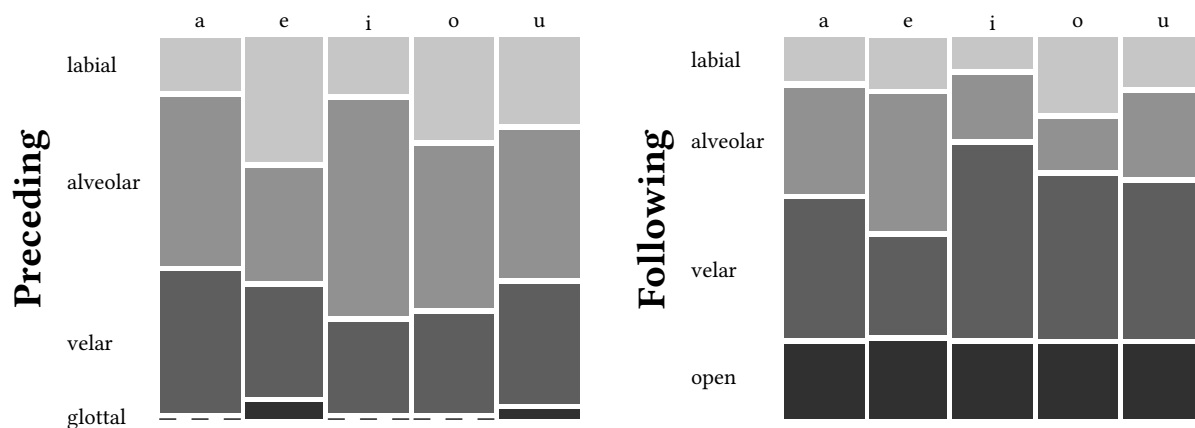 a e i o u
labial
alveolar
velar
glottal
Preceding
a e i o u
labial
alveolar
velar
open
Following